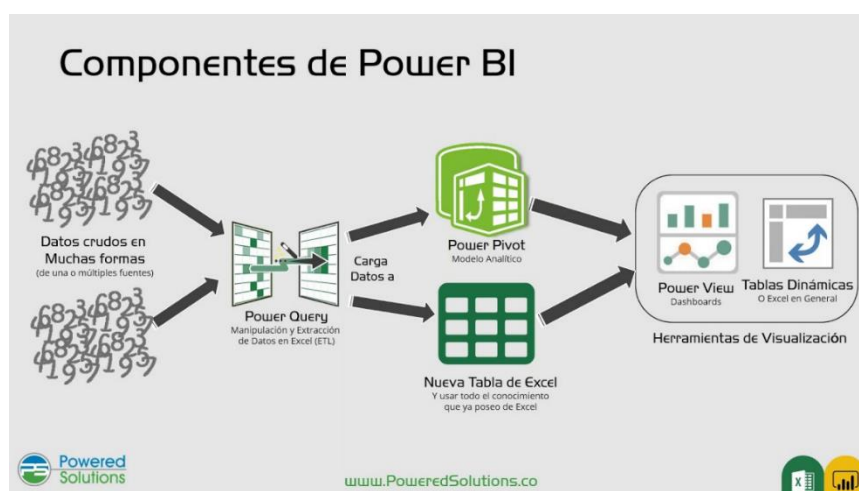 Componentes de Power BI
Datos crudos en
Muchas formas
(de una o múltiples fuentes)
Power Query
Manipulación y Extracción
de Datos en Excel (ETL)
Carga
Datos a
Power Pivot
Modelo Analítico
Nueva Tabla de Excel
Y usar todo el conocimiento
que ya poseo de Excel
Power View
Dashboards
Tablas Dinámicas
O Excel en General
Herramientas de Visualización
PS
Powered
Solutions
www.PoweredSolutions.co